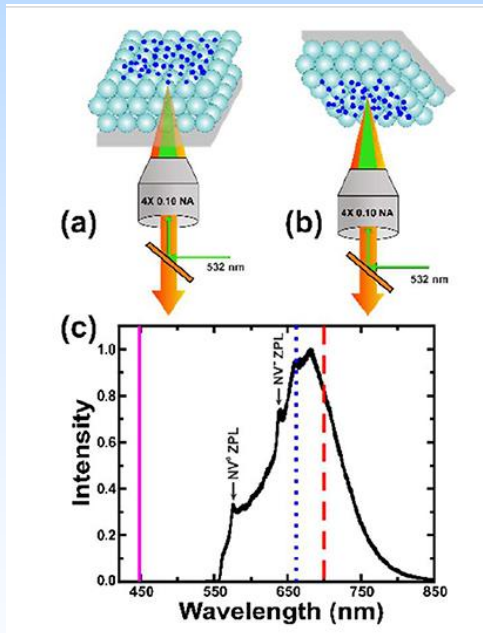 4X 0.10 NA
532 nm
(a)
4X 0.10 NA
532 nm
(b)
(c)
NV⁰ ZPL
NV⁻ ZPL
Intensity
1.0
0.8
0.6
0.4
0.2
0.0
450
550
650
750
850
Wavelength (nm)